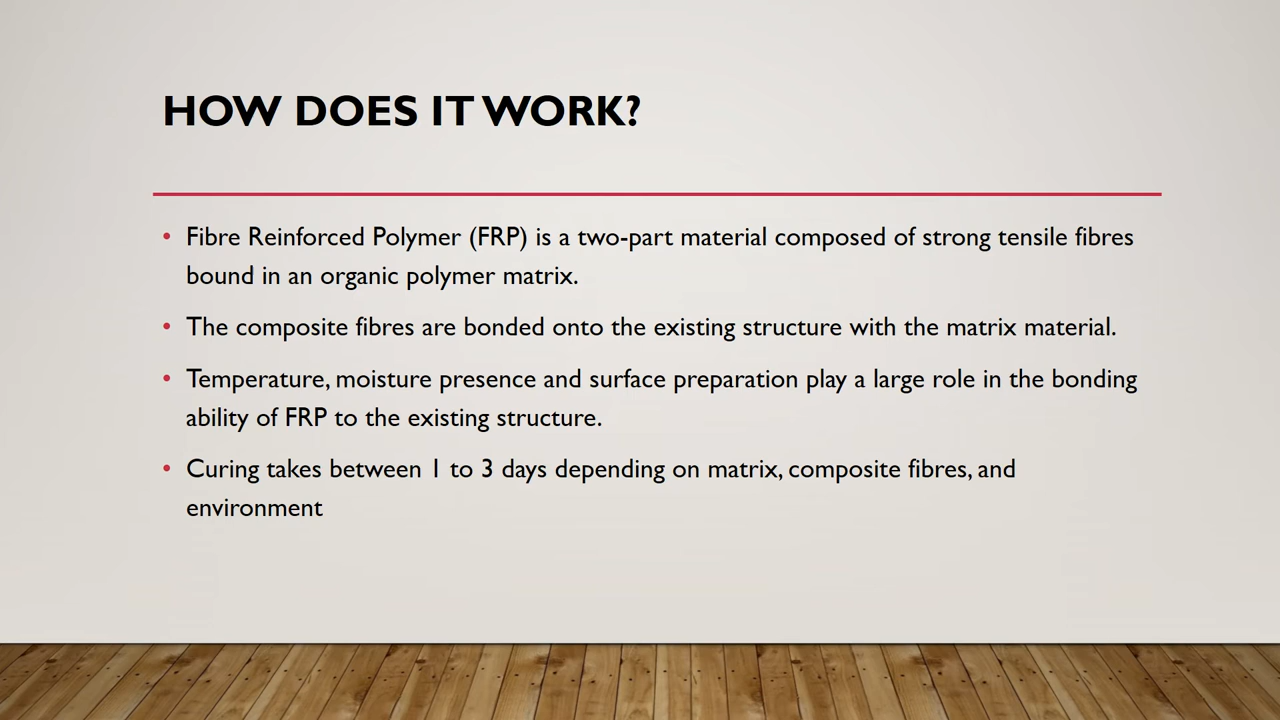 HOW DOES IT WORK?
• Fibre Reinforced Polymer (FRP) is a two-part material composed of strong tensile fibres
bound in an organic polymer matrix.
• The composite fibres are bonded onto the existing structure with the matrix material.
• Temperature, moisture presence and surface preparation play a large role in the bonding
ability of FRP to the existing structure.
• Curing takes between 1 to 3 days depending on matrix, composite fibres, and
environment